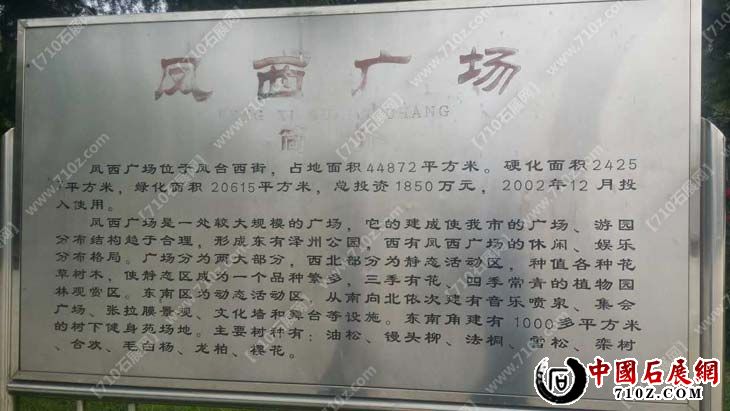 凤西广场
FENG XI GUANG CHANG
简
凤西广场位于凤台西街，占地面积44872平方米。硬化面积2425
平方米，绿化面积 20615平方米，总投资1850万元，2002年12月投
入使用。
凤西广场是一处较大规模的广场，它的建成使我市的广场、游园
分布结构趋于合理，形成东有泽州公园，西有凤西广场的休闲、娱乐
分布格局。广场分为两大部分，西北部分为静态活动区，种值各种花
草树木，使静态区成为一个品种繁多，三季有花、四季常青的植物园
林观赏区。东南区为动态活动区，从南向北依次建有音乐喷泉、集会
广场、张拉膜景观、文化墙和舞台等设施。东南角建有1000多平方米
的树下健身苑场地。主要树种有：油松、馒头柳、法桐、雪松、栾树
、合欢、毛白杨、龙柏、樱花。
【710石展网】
www.710z.com
中國石展网
710Z.COM